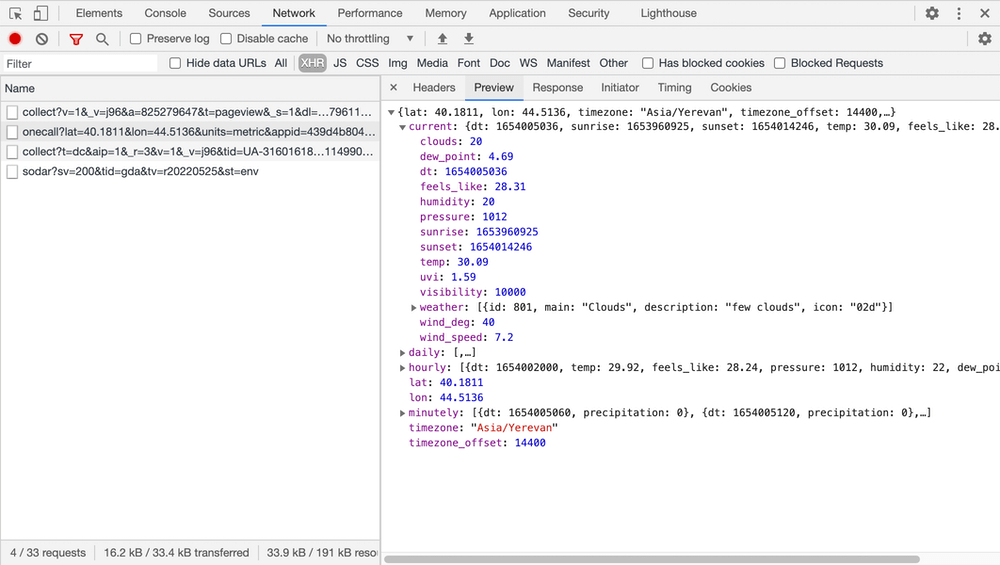 Elements Console Sources Network Performance Memory Application Security Lighthouse
Preserve log Disable cache No throttling
Filter Hide data URLs All XHR JS CSS Img Media Font Doc WS Manifest Other Has blocked cookies Blocked Requests
Name
collect?v=1&_v=j96&a=825279647&t=pageview&_s=1&dl=…79611…
onecall?lat=40.1811&lon=44.5136&units=metric&appid=439d4b804…
collect?t=dc&aip=1&_r=3&v=1&_v=j96&tid=UA-31601618…114990…
sodar?sv=200&tid=gda&tv=r20220525&st=env
4 / 33 requests 16.2 kB / 33.4 kB transferred 33.9 kB / 191 kB reso
× Headers Preview Response Initiator Timing Cookies
{lat: 40.1811, lon: 44.5136, timezone: "Asia/Yerevan", timezone_offset: 14400,…}
current: {dt: 1654005036, sunrise: 1653960925, sunset: 1654014246, temp: 30.09, feels_like: 28.
clouds: 20
dew_point: 4.69
dt: 1654005036
feels_like: 28.31
humidity: 20
pressure: 1012
sunrise: 1653960925
sunset: 1654014246
temp: 30.09
uvi: 1.59
visibility: 10000
weather: [{id: 801, main: "Clouds", description: "few clouds", icon: "02d"}]
wind_deg: 40
wind_speed: 7.2
daily: [,…]
hourly: [{dt: 1654002000, temp: 29.92, feels_like: 28.24, pressure: 1012, humidity: 22, dew_poi
lat: 40.1811
lon: 44.5136
minutely: [{dt: 1654005060, precipitation: 0}, {dt: 1654005120, precipitation: 0},…]
timezone: "Asia/Yerevan"
timezone_offset: 14400